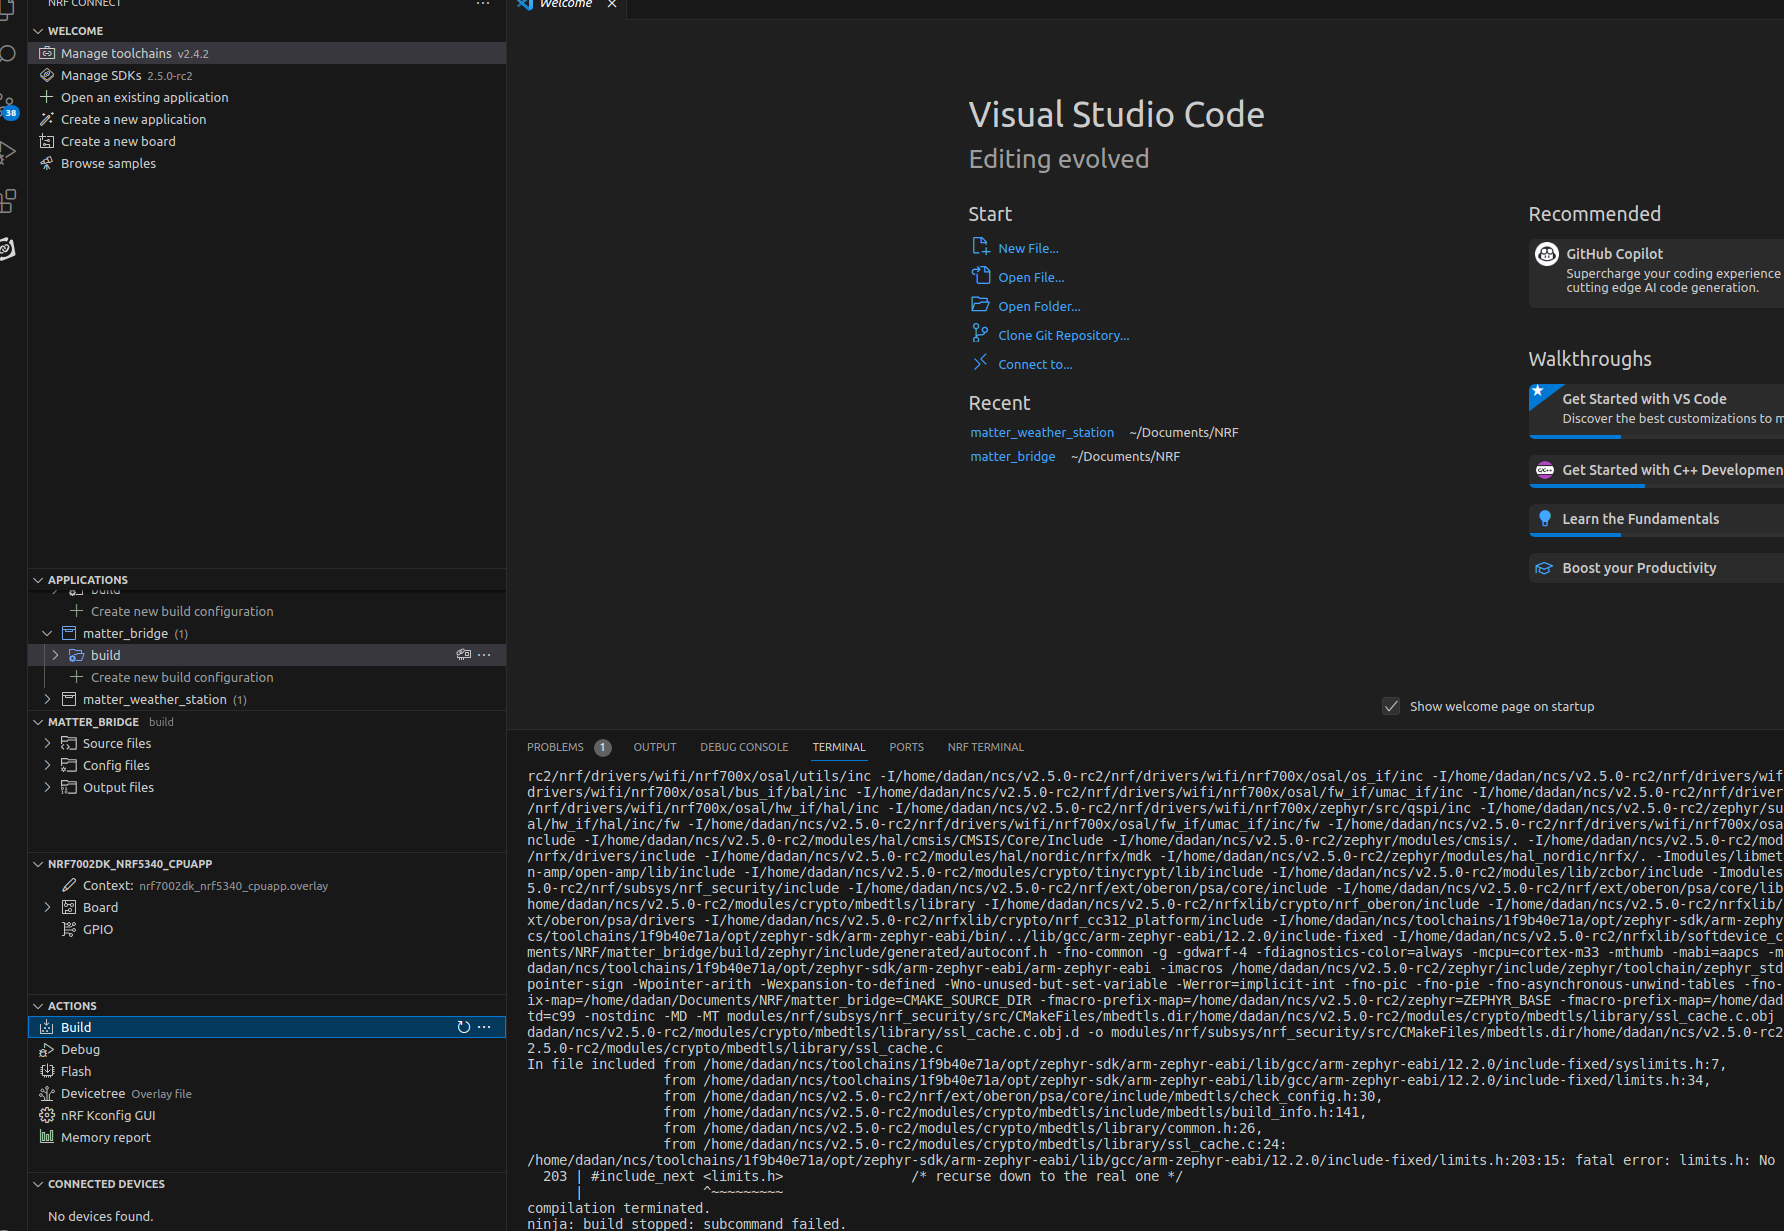 NRF CONNECT
WELCOME
Manage toolchains v2.4.2
Manage SDKs 2.5.0-rc2
Open an existing application
Create a new application
Create a new board
Browse samples
38
APPLICATIONS
build
Create new build configuration
matter_bridge (1)
build
Create new build configuration
matter_weather_station (1)
MATTER_BRIDGE build
Source files
Config files
Output files
NRF7002DK_NRF5340_CPUAPP
Context: nrf7002dk_nrf5340_cpuapp.overlay
Board
GPIO
ACTIONS
Build
Debug
Flash
Devicetree Overlay file
nRF Kconfig GUI
Memory report
CONNECTED DEVICES
No devices found.
Welcome
Visual Studio Code
Editing evolved
Start
New File...
Open File...
Open Folder...
Clone Git Repository...
Connect to...
Recent
matter_weather_station ~/Documents/NRF
matter_bridge ~/Documents/NRF
Recommended
GitHub Copilot
Supercharge your coding experience
cutting edge AI code generation.
Walkthroughs
Get Started with VS Code
Discover the best customizations to m
Get Started with C++ Developmen
Learn the Fundamentals
Boost your Productivity
Show welcome page on startup
PROBLEMS 1 OUTPUT DEBUG CONSOLE TERMINAL PORTS NRF TERMINAL
rc2/nrf/drivers/wifi/nrf700x/osal/utils/inc -I/home/dadan/ncs/v2.5.0-rc2/nrf/drivers/wifi/nrf700x/osal/os_if/inc -I/home/dadan/ncs/v2.5.0-rc2/nrf/drivers/wif
drivers/wifi/nrf700x/osal/bus_if/bal/inc -I/home/dadan/ncs/v2.5.0-rc2/nrf/drivers/wifi/nrf700x/osal/fw_if/umac_if/inc -I/home/dadan/ncs/v2.5.0-rc2/nrf/driver
/nrf/drivers/wifi/nrf700x/osal/hw_if/hal/inc -I/home/dadan/ncs/v2.5.0-rc2/nrf/drivers/wifi/nrf700x/zephyr/src/qspi/inc -I/home/dadan/ncs/v2.5.0-rc2/zephyr/su
al/hw_if/hal/inc/fw -I/home/dadan/ncs/v2.5.0-rc2/nrf/drivers/wifi/nrf700x/osal/fw_if/umac_if/inc/fw -I/home/dadan/ncs/v2.5.0-rc2/nrf/drivers/wifi/nrf700x/osa
nclude -I/home/dadan/ncs/v2.5.0-rc2/modules/hal/cmsis/CMSIS/Core/Include -I/home/dadan/ncs/v2.5.0-rc2/zephyr/modules/cmsis/. -I/home/dadan/ncs/v2.5.0-rc2/mod
/nrfx/drivers/include -I/home/dadan/ncs/v2.5.0-rc2/modules/hal/nordic/nrfx/mdk -I/home/dadan/ncs/v2.5.0-rc2/zephyr/modules/hal_nordic/nrfx/. -Imodules/libmet
n-amp/open-amp/lib/include -I/home/dadan/ncs/v2.5.0-rc2/modules/crypto/tinycrypt/lib/include -I/home/dadan/ncs/v2.5.0-rc2/modules/lib/zcbor/include -Imodules
5.0-rc2/nrf/subsys/nrf_security/include -I/home/dadan/ncs/v2.5.0-rc2/nrf/ext/oberon/psa/core/include -I/home/dadan/ncs/v2.5.0-rc2/nrf/ext/oberon/psa/core/lib
home/dadan/ncs/v2.5.0-rc2/modules/crypto/mbedtls/library -I/home/dadan/ncs/v2.5.0-rc2/nrfxlib/crypto/nrf_oberon/include -I/home/dadan/ncs/v2.5.0-rc2/nrfxlib/
xt/oberon/psa/drivers -I/home/dadan/ncs/v2.5.0-rc2/nrfxlib/crypto/nrf_cc312_platform/include -I/home/dadan/ncs/toolchains/1f9b40e71a/opt/zephyr-sdk/arm-zephy
cs/toolchains/1f9b40e71a/opt/zephyr-sdk/arm-zephyr-eabi/bin/../lib/gcc/arm-zephyr-eabi/12.2.0/include-fixed -I/home/dadan/ncs/v2.5.0-rc2/nrfxlib/softdevice_c
ments/NRF/matter_bridge/build/zephyr/include/generated/autoconf.h -fno-common -g -gdwarf-4 -fdiagnostics-color=always -mcpu=cortex-m33 -mthumb -mabi=aapcs -m
dadan/ncs/toolchains/1f9b40e71a/opt/zephyr-sdk/arm-zephyr-eabi/arm-zephyr-eabi -imacros /home/dadan/ncs/v2.5.0-rc2/zephyr/include/zephyr/toolchain/zephyr_std
pointer-sign -Wpointer-arith -Wexpansion-to-defined -Wno-unused-but-set-variable -Werror=implicit-int -fno-pic -fno-pie -fno-asynchronous-unwind-tables -fno-
ix-map=/home/dadan/Documents/NRF/matter_bridge=CMAKE_SOURCE_DIR -fmacro-prefix-map=/home/dadan/ncs/v2.5.0-rc2/zephyr=ZEPHYR_BASE -fmacro-prefix-map=/home/dad
td=c99 -nostdinc -MD -MT modules/nrf/subsys/nrf_security/src/CMakeFiles/mbedtls.dir/home/dadan/ncs/v2.5.0-rc2/modules/crypto/mbedtls/library/ssl_cache.c.obj
dadan/ncs/v2.5.0-rc2/modules/crypto/mbedtls/library/ssl_cache.c.obj.d -o modules/nrf/subsys/nrf_security/src/CMakeFiles/mbedtls.dir/home/dadan/ncs/v2.5.0-rc2
2.5.0-rc2/modules/crypto/mbedtls/library/ssl_cache.c
In file included from /home/dadan/ncs/toolchains/1f9b40e71a/opt/zephyr-sdk/arm-zephyr-eabi/lib/gcc/arm-zephyr-eabi/12.2.0/include-fixed/syslimits.h:7,
from /home/dadan/ncs/toolchains/1f9b40e71a/opt/zephyr-sdk/arm-zephyr-eabi/lib/gcc/arm-zephyr-eabi/12.2.0/include-fixed/limits.h:34,
from /home/dadan/ncs/v2.5.0-rc2/nrf/ext/oberon/psa/core/include/mbedtls/check_config.h:30,
from /home/dadan/ncs/v2.5.0-rc2/modules/crypto/mbedtls/include/mbedtls/build_info.h:141,
from /home/dadan/ncs/v2.5.0-rc2/modules/crypto/mbedtls/library/common.h:26,
from /home/dadan/ncs/v2.5.0-rc2/modules/crypto/mbedtls/library/ssl_cache.c:24:
/home/dadan/ncs/toolchains/1f9b40e71a/opt/zephyr-sdk/arm-zephyr-eabi/lib/gcc/arm-zephyr-eabi/12.2.0/include-fixed/limits.h:203:15: fatal error: limits.h: No
203 | #include_next <limits.h> /* recurse down to the real one */
| ^~~~~~~~~~
compilation terminated.
ninja: build stopped: subcommand failed.